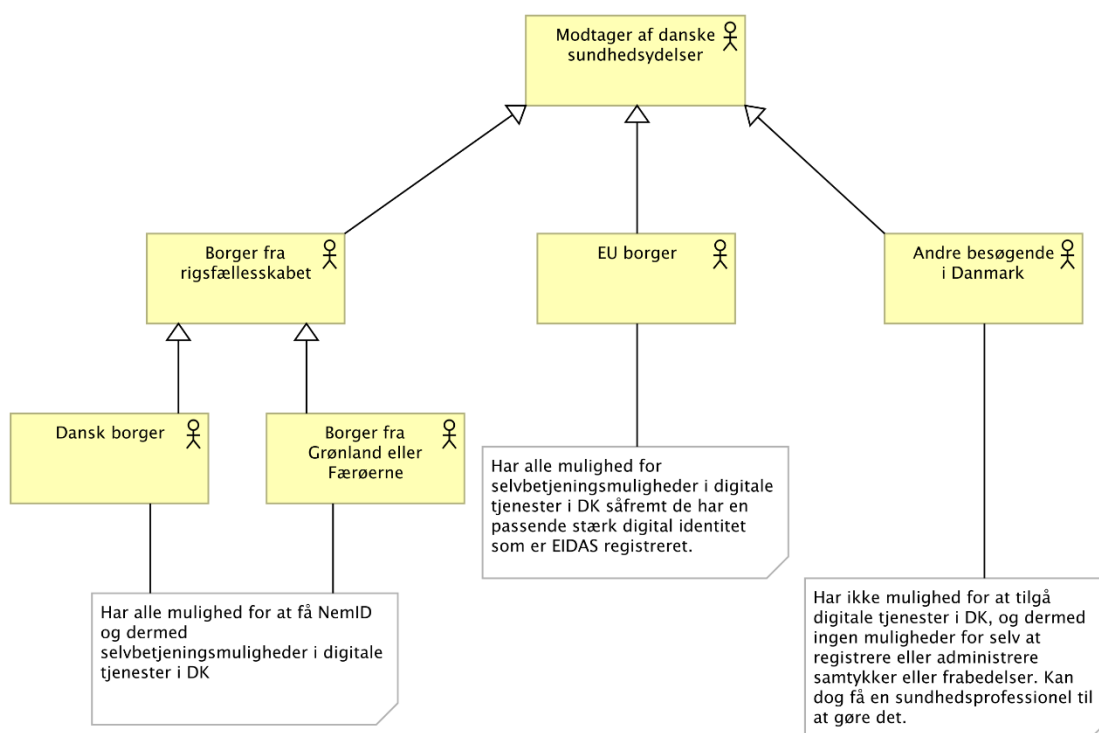 Modtager af danske
sundhedsydelser
Borger fra
rigsfællesskabet
EU borger
Andre besøgende
i Danmark
Dansk borger
Borger fra
Grønland eller
Færøerne
Har alle mulighed for
selvbetjeningsmuligheder i digitale
tjenester i DK såfremt de har en
passende stærk digital identitet
som er EIDAS registreret.
Har alle mulighed for at få NemID
og dermed
selvbetjeningsmuligheder i digitale
tjenester i DK
Har ikke mulighed for at tilgå
digitale tjenester i DK, og dermed
ingen muligheder for selv at
registrere eller administrere
samtykker eller frabedelser. Kan
dog få en sundhedsprofessionel til
at gøre det.